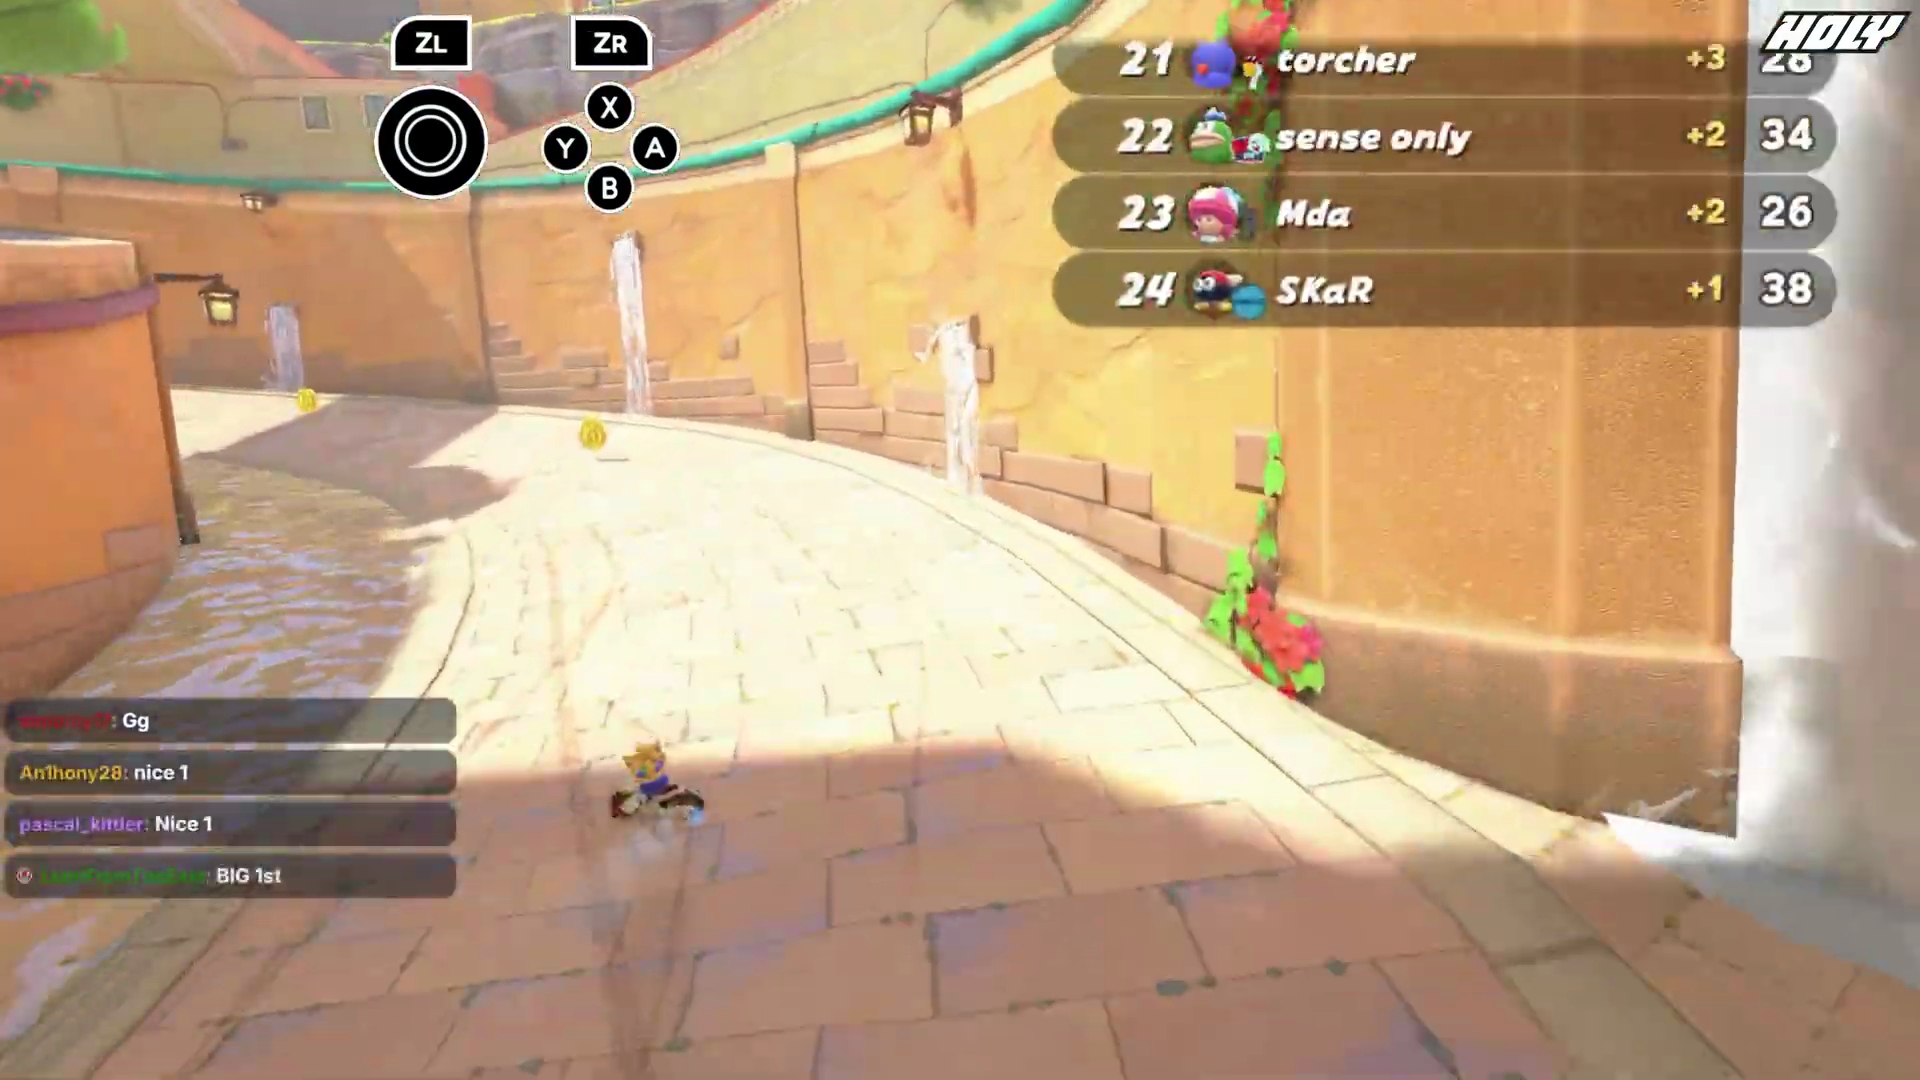 ZL
ZR
X
Y
A
B
HOLY
21 torcher +3 28
22 sense only +2 34
23 Mda +2 26
24 SKaR +1 38
Gg
An1hony28: nice 1
pascal_kittler: Nice 1
BIG 1st